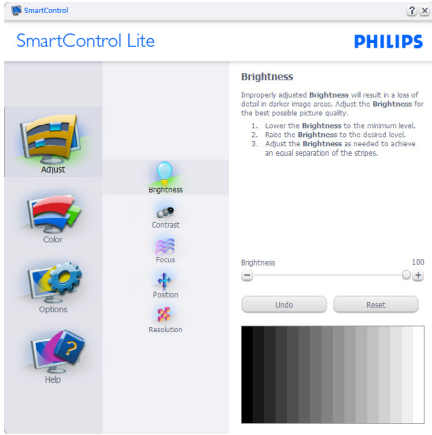 SmartControl
SmartControl Lite
PHILIPS
Adjust
Color
Options
Help
Brightness
Contrast
Focus
Position
Resolution
Brightness
Improperly adjusted Brightness will result in a loss of
detail in darker image areas. Adjust the Brightness for
the best possible picture quality.
1. Lower the Brightness to the minimum level.
2. Raise the Brightness to the desired level.
3. Adjust the Brightness as needed to achieve
an equal separation of the stripes.
Brightness 100
Undo Reset